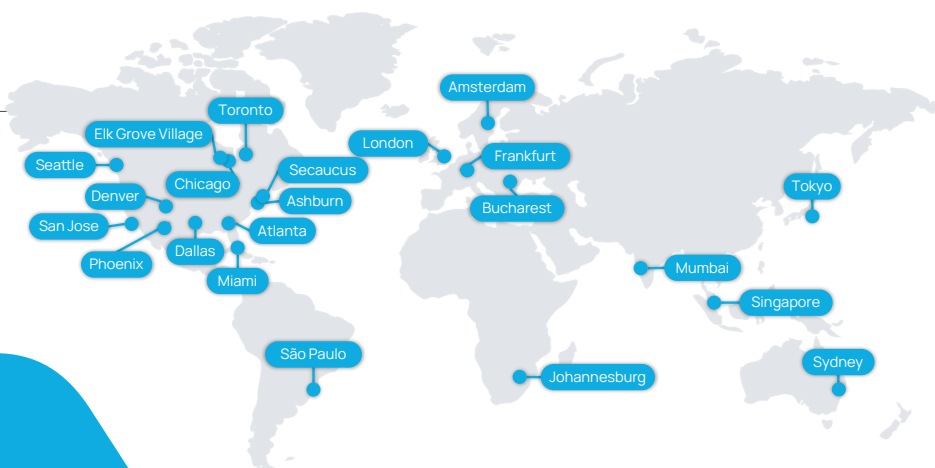 Amsterdam
Toronto
Elk Grove Village
London
Frankfurt
Seattle
Secaucus
Chicago
Tokyo
Denver
Ashburn
Bucharest
San Jose
Atlanta
Dallas
Phoenix
Mumbai
Miami
Singapore
São Paulo
Sydney
Johannesburg